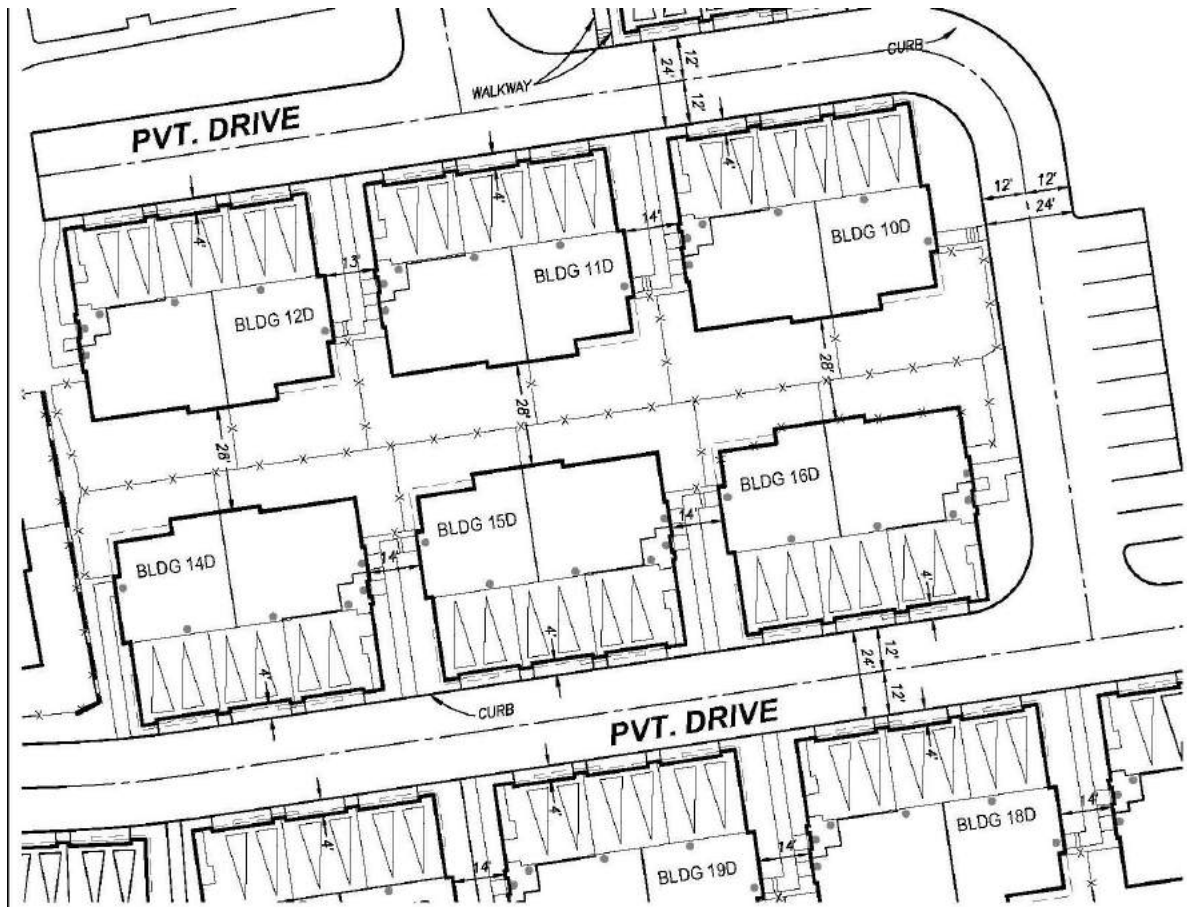 CURB
WALKWAY
24'
12'
12'
PVT. DRIVE
4'
4'
4'
12'
12'
24'
14'
BLDG 10D
13'
BLDG 11D
BLDG 12D
28'
28'
28'
BLDG 16D
BLDG 15D
14'
BLDG 14D
14'
4'
4'
4'
24'
12'
12'
CURB
PVT. DRIVE
4'
4'
4'
14'
BLDG 18D
14'
14'
BLDG 19D